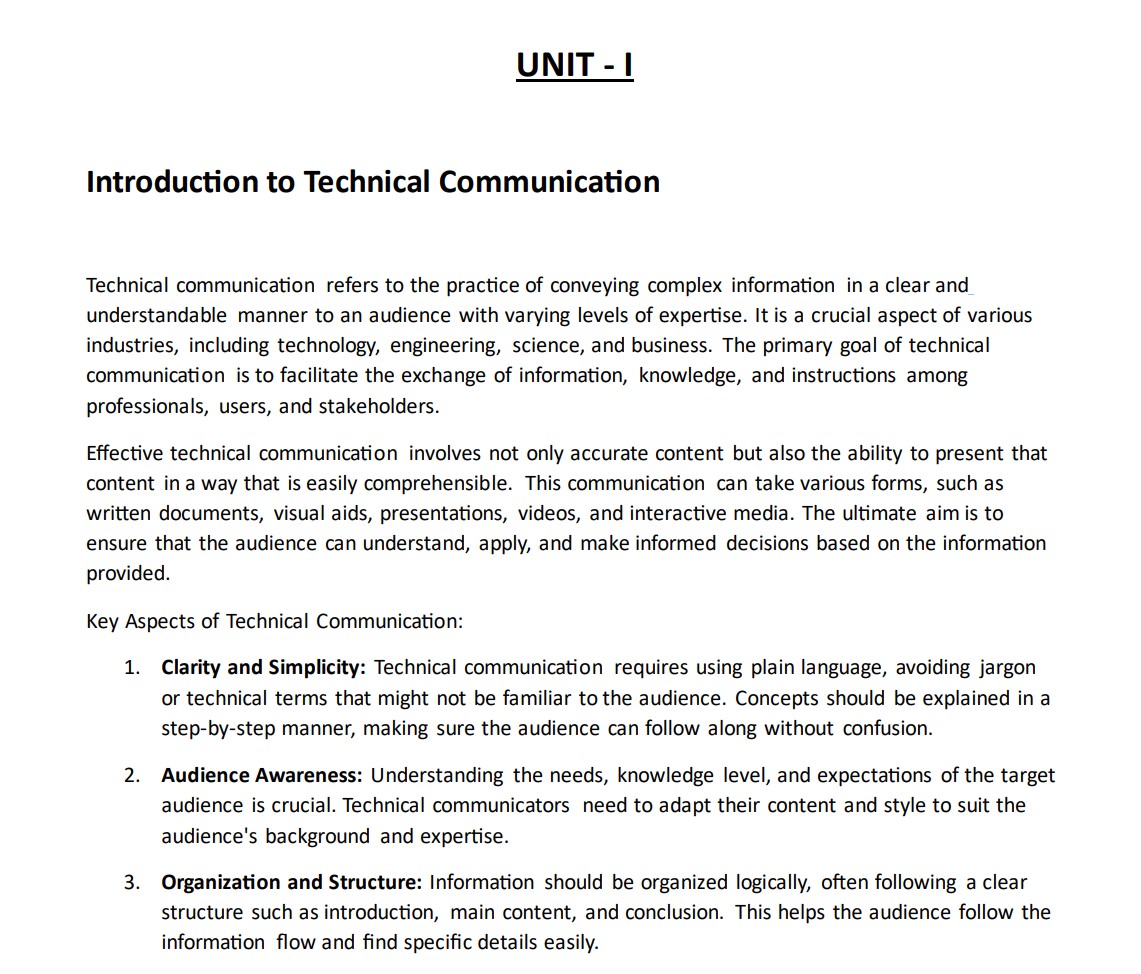 UNIT - I
Introduction to Technical Communication
Technical communication refers to the practice of conveying complex information in a clear and
understandable manner to an audience with varying levels of expertise. It is a crucial aspect of various
industries, including technology, engineering, science, and business. The primary goal of technical
communication is to facilitate the exchange of information, knowledge, and instructions among
professionals, users, and stakeholders.
Effective technical communication involves not only accurate content but also the ability to present that
content in a way that is easily comprehensible. This communication can take various forms, such as
written documents, visual aids, presentations, videos, and interactive media. The ultimate aim is to
ensure that the audience can understand, apply, and make informed decisions based on the information
provided.
Key Aspects of Technical Communication:
1. Clarity and Simplicity: Technical communication requires using plain language, avoiding jargon
or technical terms that might not be familiar to the audience. Concepts should be explained in a
step-by-step manner, making sure the audience can follow along without confusion.
2. Audience Awareness: Understanding the needs, knowledge level, and expectations of the target
audience is crucial. Technical communicators need to adapt their content and style to suit the
audience's background and expertise.
3. Organization and Structure: Information should be organized logically, often following a clear
structure such as introduction, main content, and conclusion. This helps the audience follow the
information flow and find specific details easily.